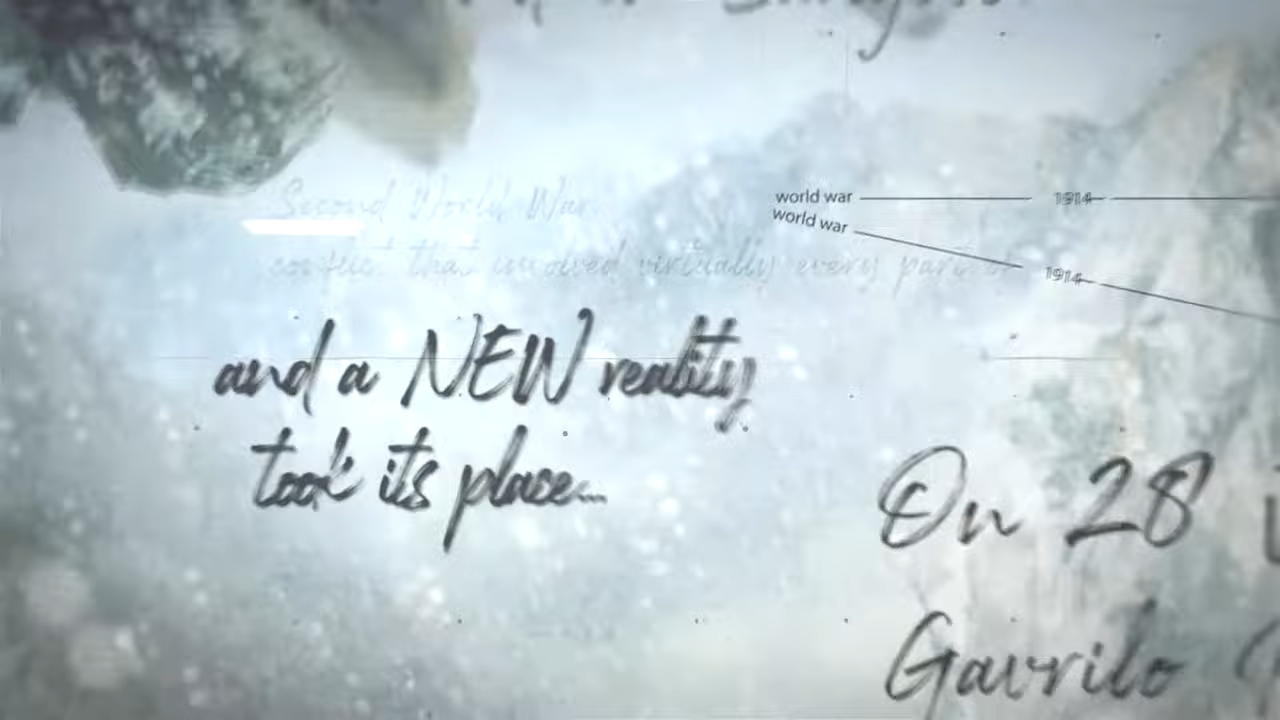 Second World War
conflict that involved virtually every part of
world war 1914
world war 1914
and a NEW reality
took its place...
On 28
Gavrilo